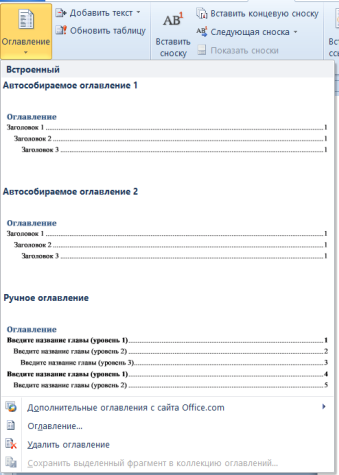 Оглавление
Добавить текст
Обновить таблицу
AB¹
Вставить сноску
Вставить концевую сноску
Следующая сноска
Показать сноски
Вст
ссы
Встроенный
Автособираемое оглавление 1
Оглавление
Заголовок 1 1
Заголовок 2 1
Заголовок 3 1
Автособираемое оглавление 2
Оглавление
Заголовок 1 1
Заголовок 2 1
Заголовок 3 1
Ручное оглавление
Оглавление
Введите название главы (уровень 1) 1
Введите название главы (уровень 2) 2
Введите название главы (уровень 3) 3
Введите название главы (уровень 1) 4
Введите название главы (уровень 2) 5
Дополнительные оглавления с сайта Office.com
Оглавление...
Удалить оглавление
Сохранить выделенный фрагмент в коллекцию оглавлений...